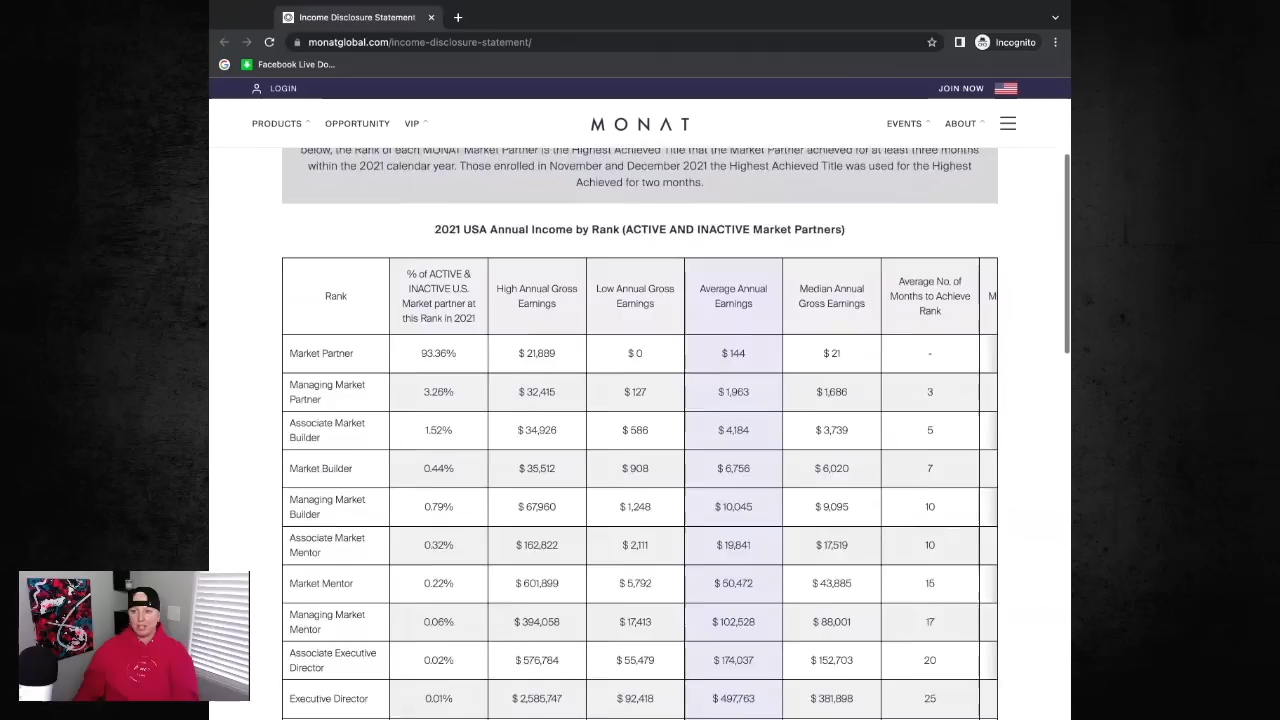 Income Disclosure Statement
monatglobal.com/income-disclosure-statement/
Incognito
Facebook Live Do...
LOGIN
JOIN NOW
PRODUCTS
OPPORTUNITY
VIP
MONAT
EVENTS
ABOUT
below, the Rank of each MONAT Market Partner is the Highest Achieved Title that the Market Partner achieved for at least three months
within the 2021 calendar year. Those enrolled in November and December 2021 the Highest Achieved Title was used for the Highest
Achieved for two months.
2021 USA Annual Income by Rank (ACTIVE AND INACTIVE Market Partners)
Rank
% of ACTIVE &
INACTIVE U.S.
Market partner at
this Rank in 2021
High Annual Gross
Earnings
Low Annual Gross
Earnings
Average Annual
Earnings
Median Annual
Gross Earnings
Average No. of
Months to Achieve
Rank
M
Market Partner 93.36% $ 21,889 $ 0 $ 144 $ 21 -
Managing Market
Partner
3.26% $ 32,415 $ 127 $ 1,963 $ 1,686 3
Associate Market
Builder
1.52% $ 34,926 $ 586 $ 4,184 $ 3,739 5
Market Builder 0.44% $ 35,512 $ 908 $ 6,756 $ 6,020 7
Managing Market
Builder
0.79% $ 67,960 $ 1,248 $ 10,045 $ 9,095 10
Associate Market
Mentor
0.32% $ 162,822 $ 2,111 $ 19,841 $ 17,519 10
Market Mentor 0.22% $ 601,899 $ 5,792 $ 50,472 $ 43,885 15
Managing Market
Mentor
0.06% $ 394,058 $ 17,413 $ 102,528 $ 88,001 17
Associate Executive
Director
0.02% $ 576,784 $ 55,479 $ 174,037 20
Executive Director 0.01% $ 2,585,747 $ 92,418 $ 497,763 $ 381,898 25